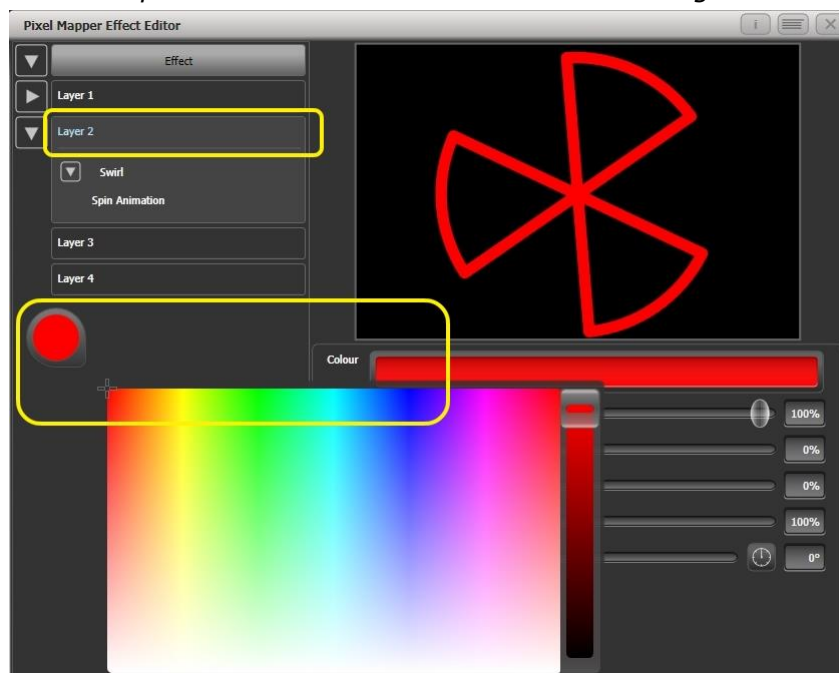 Pixel Mapper Effect Editor
i
Effect
Layer 1
Layer 2
Swirl
Spin Animation
Layer 3
Layer 4
Colour
100%
0%
0%
100%
0°